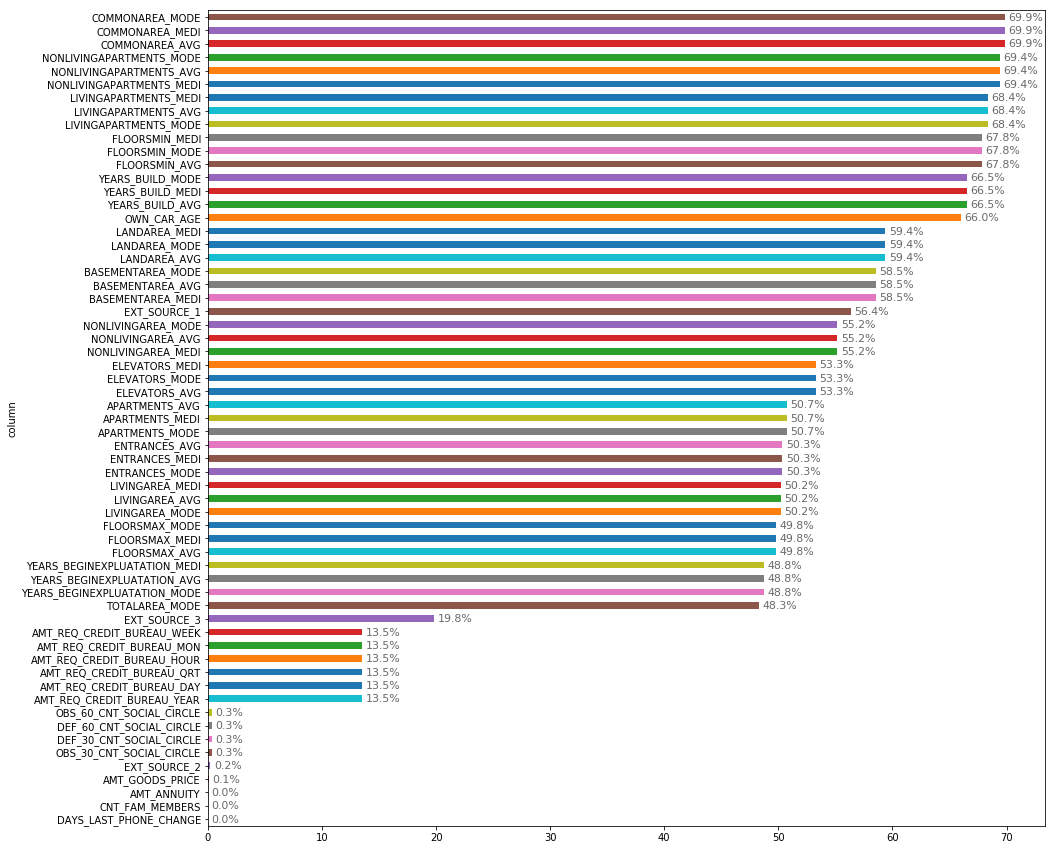 COMMONAREA_MODE 69.9%
COMMONAREA_MEDI 69.9%
COMMONAREA_AVG 69.9%
NONLIVINGAPARTMENTS_MODE 69.4%
NONLIVINGAPARTMENTS_AVG 69.4%
NONLIVINGAPARTMENTS_MEDI 69.4%
LIVINGAPARTMENTS_MEDI 68.4%
LIVINGAPARTMENTS_AVG 68.4%
LIVINGAPARTMENTS_MODE 68.4%
FLOORSMIN_MEDI 67.8%
FLOORSMIN_MODE 67.8%
FLOORSMIN_AVG 67.8%
YEARS_BUILD_MODE 66.5%
YEARS_BUILD_MEDI 66.5%
YEARS_BUILD_AVG 66.5%
OWN_CAR_AGE 66.0%
LANDAREA_MEDI 59.4%
LANDAREA_MODE 59.4%
LANDAREA_AVG 59.4%
BASEMENTAREA_MODE 58.5%
BASEMENTAREA_AVG 58.5%
BASEMENTAREA_MEDI 58.5%
EXT_SOURCE_1 56.4%
NONLIVINGAREA_MODE 55.2%
NONLIVINGAREA_AVG 55.2%
NONLIVINGAREA_MEDI 55.2%
ELEVATORS_MEDI 53.3%
ELEVATORS_MODE 53.3%
ELEVATORS_AVG 53.3%
APARTMENTS_AVG 50.7%
APARTMENTS_MEDI 50.7%
APARTMENTS_MODE 50.7%
ENTRANCES_AVG 50.3%
ENTRANCES_MEDI 50.3%
ENTRANCES_MODE 50.3%
LIVINGAREA_MEDI 50.2%
LIVINGAREA_AVG 50.2%
LIVINGAREA_MODE 50.2%
FLOORSMAX_MODE 49.8%
FLOORSMAX_MEDI 49.8%
FLOORSMAX_AVG 49.8%
YEARS_BEGINEXPLUATATION_MEDI 48.8%
YEARS_BEGINEXPLUATATION_AVG 48.8%
YEARS_BEGINEXPLUATATION_MODE 48.8%
TOTALAREA_MODE 48.3%
EXT_SOURCE_3 19.8%
AMT_REQ_CREDIT_BUREAU_WEEK 13.5%
AMT_REQ_CREDIT_BUREAU_MON 13.5%
AMT_REQ_CREDIT_BUREAU_HOUR 13.5%
AMT_REQ_CREDIT_BUREAU_QRT 13.5%
AMT_REQ_CREDIT_BUREAU_DAY 13.5%
AMT_REQ_CREDIT_BUREAU_YEAR 13.5%
OBS_60_CNT_SOCIAL_CIRCLE 0.3%
DEF_60_CNT_SOCIAL_CIRCLE 0.3%
DEF_30_CNT_SOCIAL_CIRCLE 0.3%
OBS_30_CNT_SOCIAL_CIRCLE 0.3%
EXT_SOURCE_2 0.2%
AMT_GOODS_PRICE 0.1%
AMT_ANNUITY 0.0%
CNT_FAM_MEMBERS 0.0%
DAYS_LAST_PHONE_CHANGE 0.0%
column
0 10 20 30 40 50 60 70